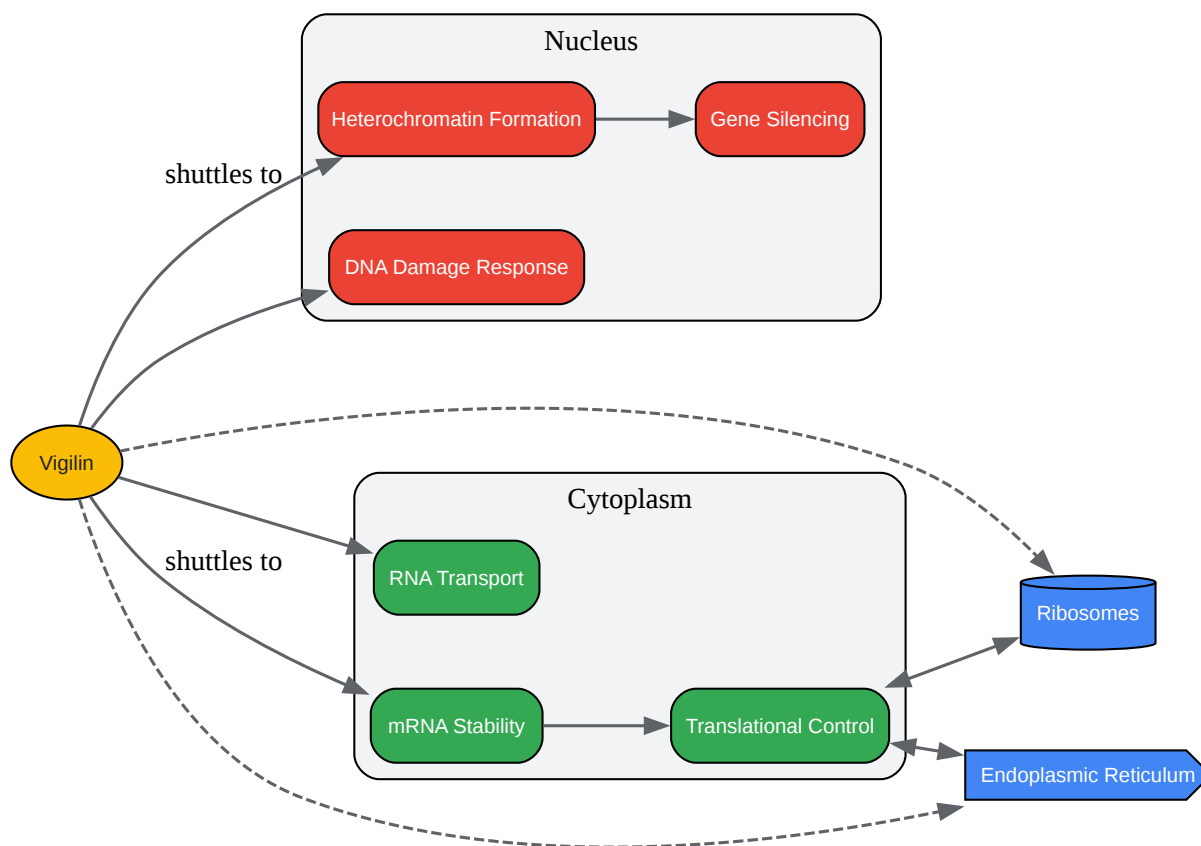 Nucleus
Heterochromatin Formation
Gene Silencing
shuttles to
DNA Damage Response
Vigilin
Cytoplasm
RNA Transport
shuttles to
Ribosomes
mRNA Stability
Translational Control
Endoplasmic Reticulum